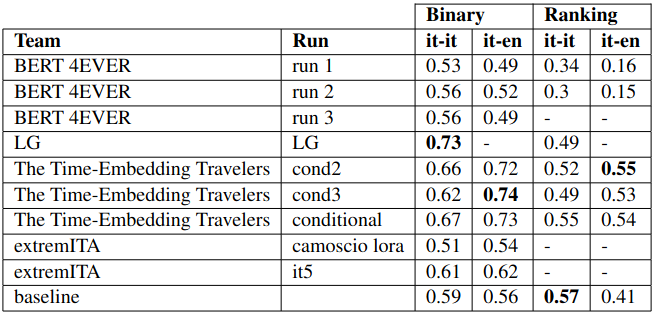 Binary Ranking
Team Run it-it it-en it-it it-en
BERT 4EVER run 1 0.53 0.49 0.34 0.16
BERT 4EVER run 2 0.56 0.52 0.3 0.15
BERT 4EVER run 3 0.56 0.49 - -
LG LG 0.73 - 0.49 -
The Time-Embedding Travelers cond2 0.66 0.72 0.52 0.55
The Time-Embedding Travelers cond3 0.62 0.74 0.49 0.53
The Time-Embedding Travelers conditional 0.67 0.73 0.55 0.54
extremITA camoscio lora 0.51 0.54 - -
extremITA it5 0.61 0.62 - -
baseline 0.59 0.56 0.57 0.41